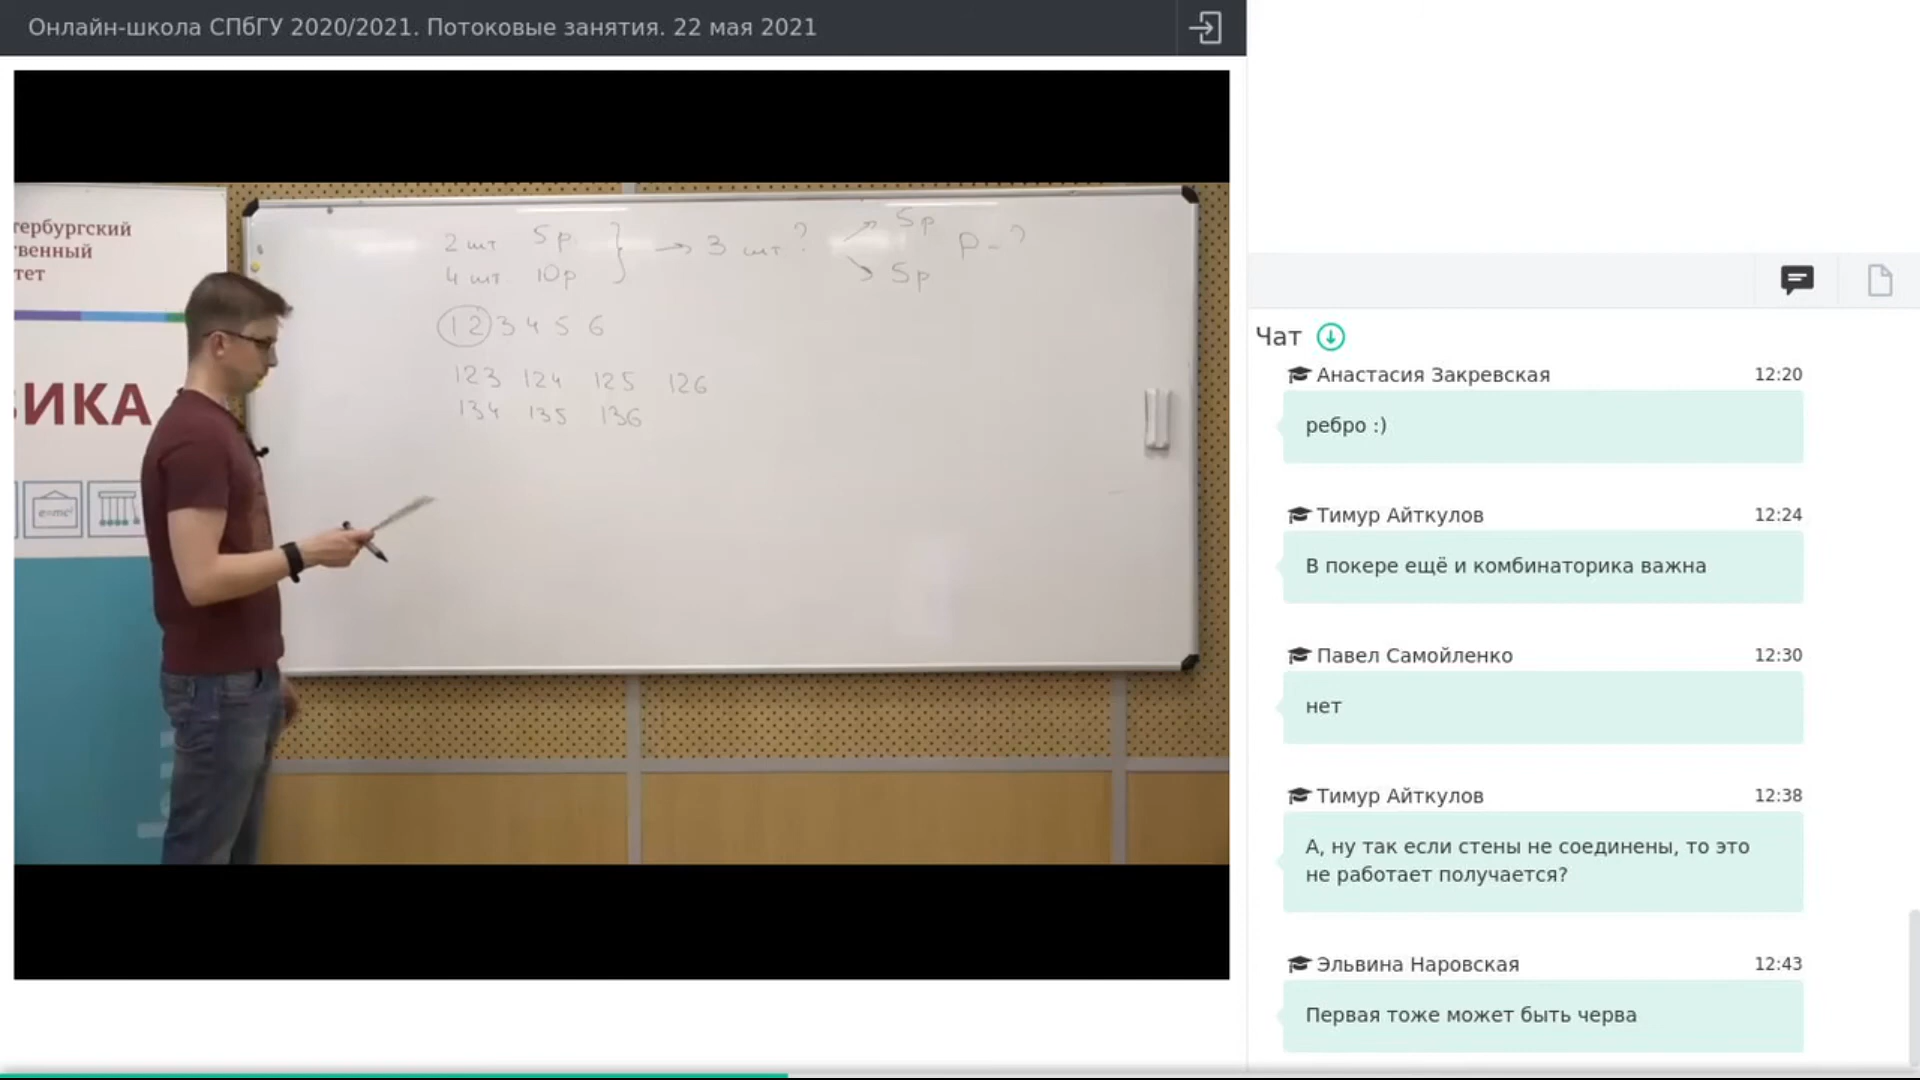 Онлайн-школа СПбГУ 2020/2021. Потоковые занятия. 22 мая 2021
тербургский
твенный
тет
ИКА
e=mc²
2 шт 5р.
4 шт. 10р
→ 3 шт.?
5р
5р
P - ?
1 2 3 4 5 6
123 124 125 126
134 135 136
Чат
Анастасия Закревская 12:20
ребро :)
Тимур Айткулов 12:24
В покере ещё и комбинаторика важна
Павел Самойленко 12:30
нет
Тимур Айткулов 12:38
А, ну так если стены не соединены, то это
не работает получается?
Эльвина Наровская 12:43
Первая тоже может быть черва